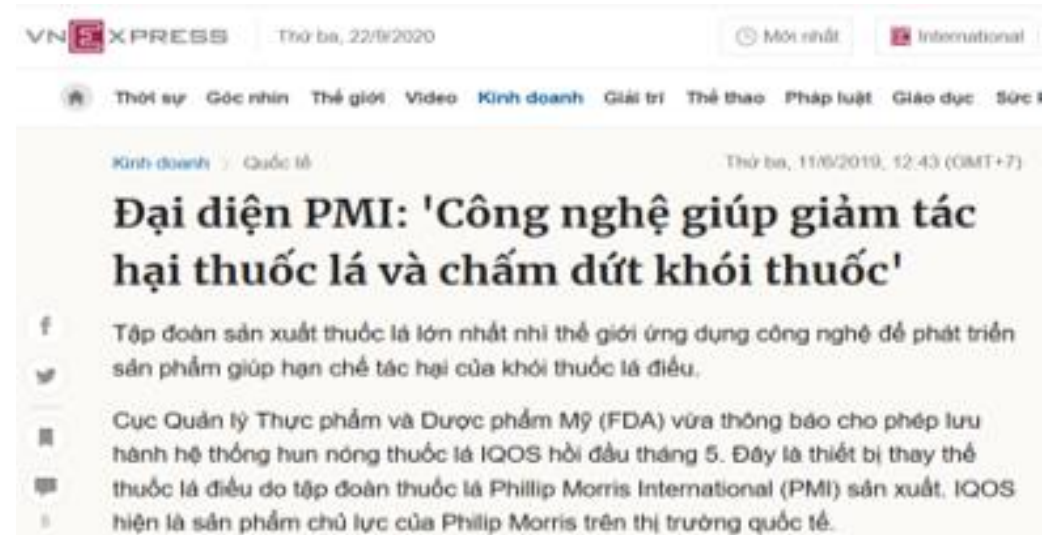 VNEXPRESS Thứ ba, 22/9/2020 Mới nhất International
Thời sự Góc nhìn Thế giới Video Kinh doanh Giải trí Thể thao Pháp luật Giáo dục Sức
Kinh doanh Quốc tế Thứ ba, 11/6/2019, 12:43 (GMT+7)
Đại diện PMI: 'Công nghệ giúp giảm tác
hại thuốc lá và chấm dứt khói thuốc'
Tập đoàn sản xuất thuốc lá lớn nhất nhì thế giới ứng dụng công nghệ để phát triển
sản phẩm giúp hạn chế tác hại của khói thuốc lá điếu.
Cục Quản lý Thực phẩm và Dược phẩm Mỹ (FDA) vừa thông báo cho phép lưu
hành hệ thống hun nóng thuốc lá IQOS hồi đầu tháng 5. Đây là thiết bị thay thế
thuốc lá điếu do tập đoàn thuốc lá Phillip Morris International (PMI) sản xuất. IQOS
hiện là sản phẩm chủ lực của Philip Morris trên thị trường quốc tế.